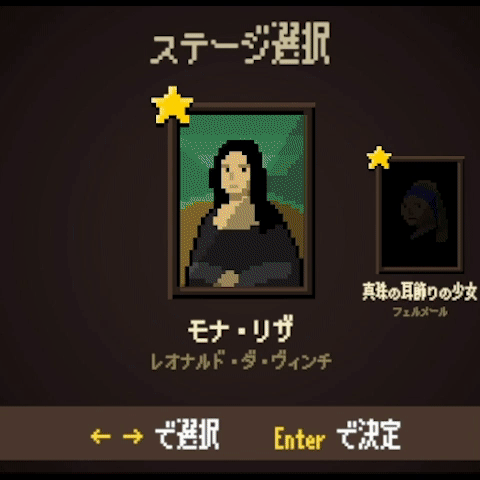 ステージ選択
モナ・リザ
レオナルド・ダ・ヴィンチ
真珠の耳飾りの少女
フェルメール
← → で選択 Enter で決定